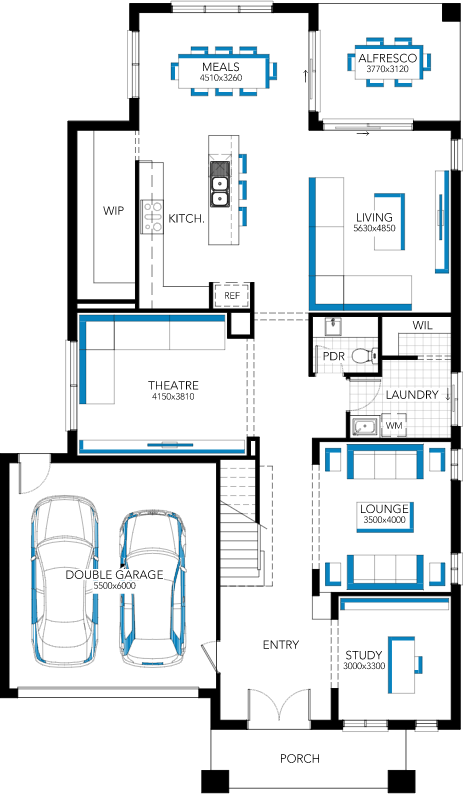 MEALS
4510x3260
ALFRESCO
3770x3120
WIP
KITCH.
LIVING
5630x4850
REF
WIL
PDR
THEATRE
4150x3810
LAUNDRY
WM
LOUNGE
3500x4000
DOUBLE GARAGE
5500x6000
ENTRY
STUDY
3000x3300
PORCH